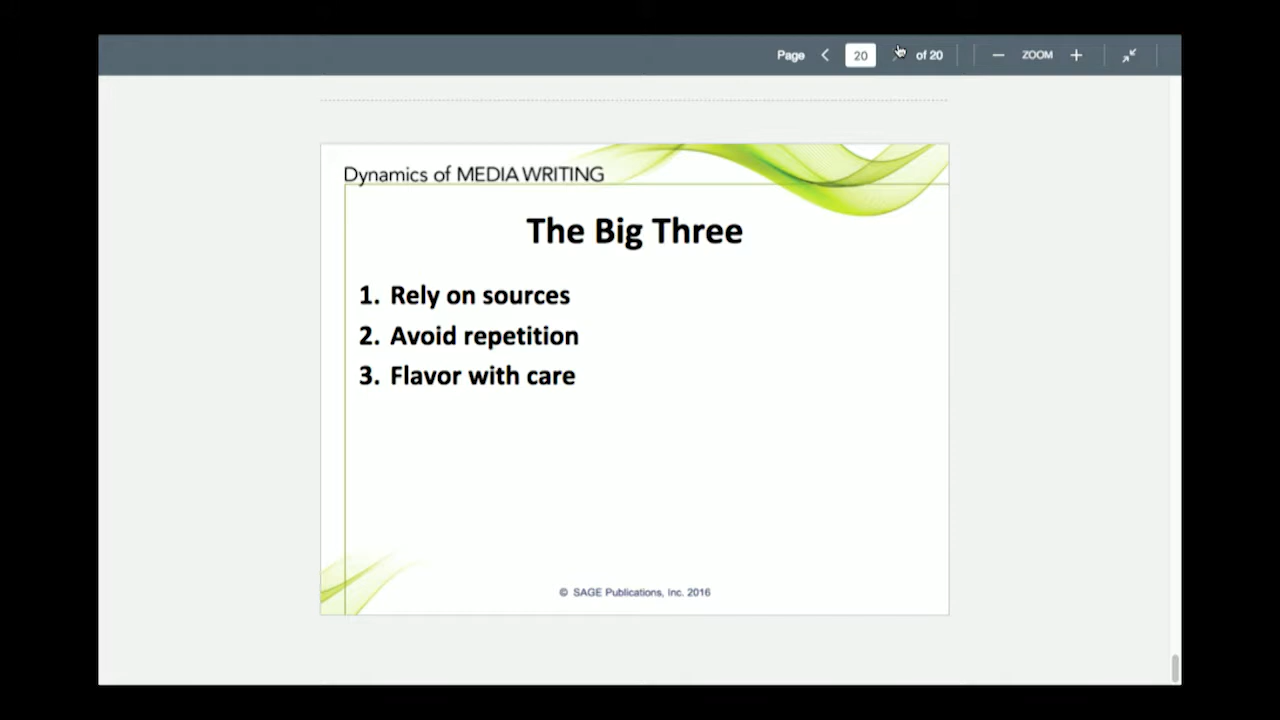 Page 20 of 20 ZOOM
Dynamics of MEDIA WRITING
The Big Three
1. Rely on sources
2. Avoid repetition
3. Flavor with care
© SAGE Publications, Inc. 2016